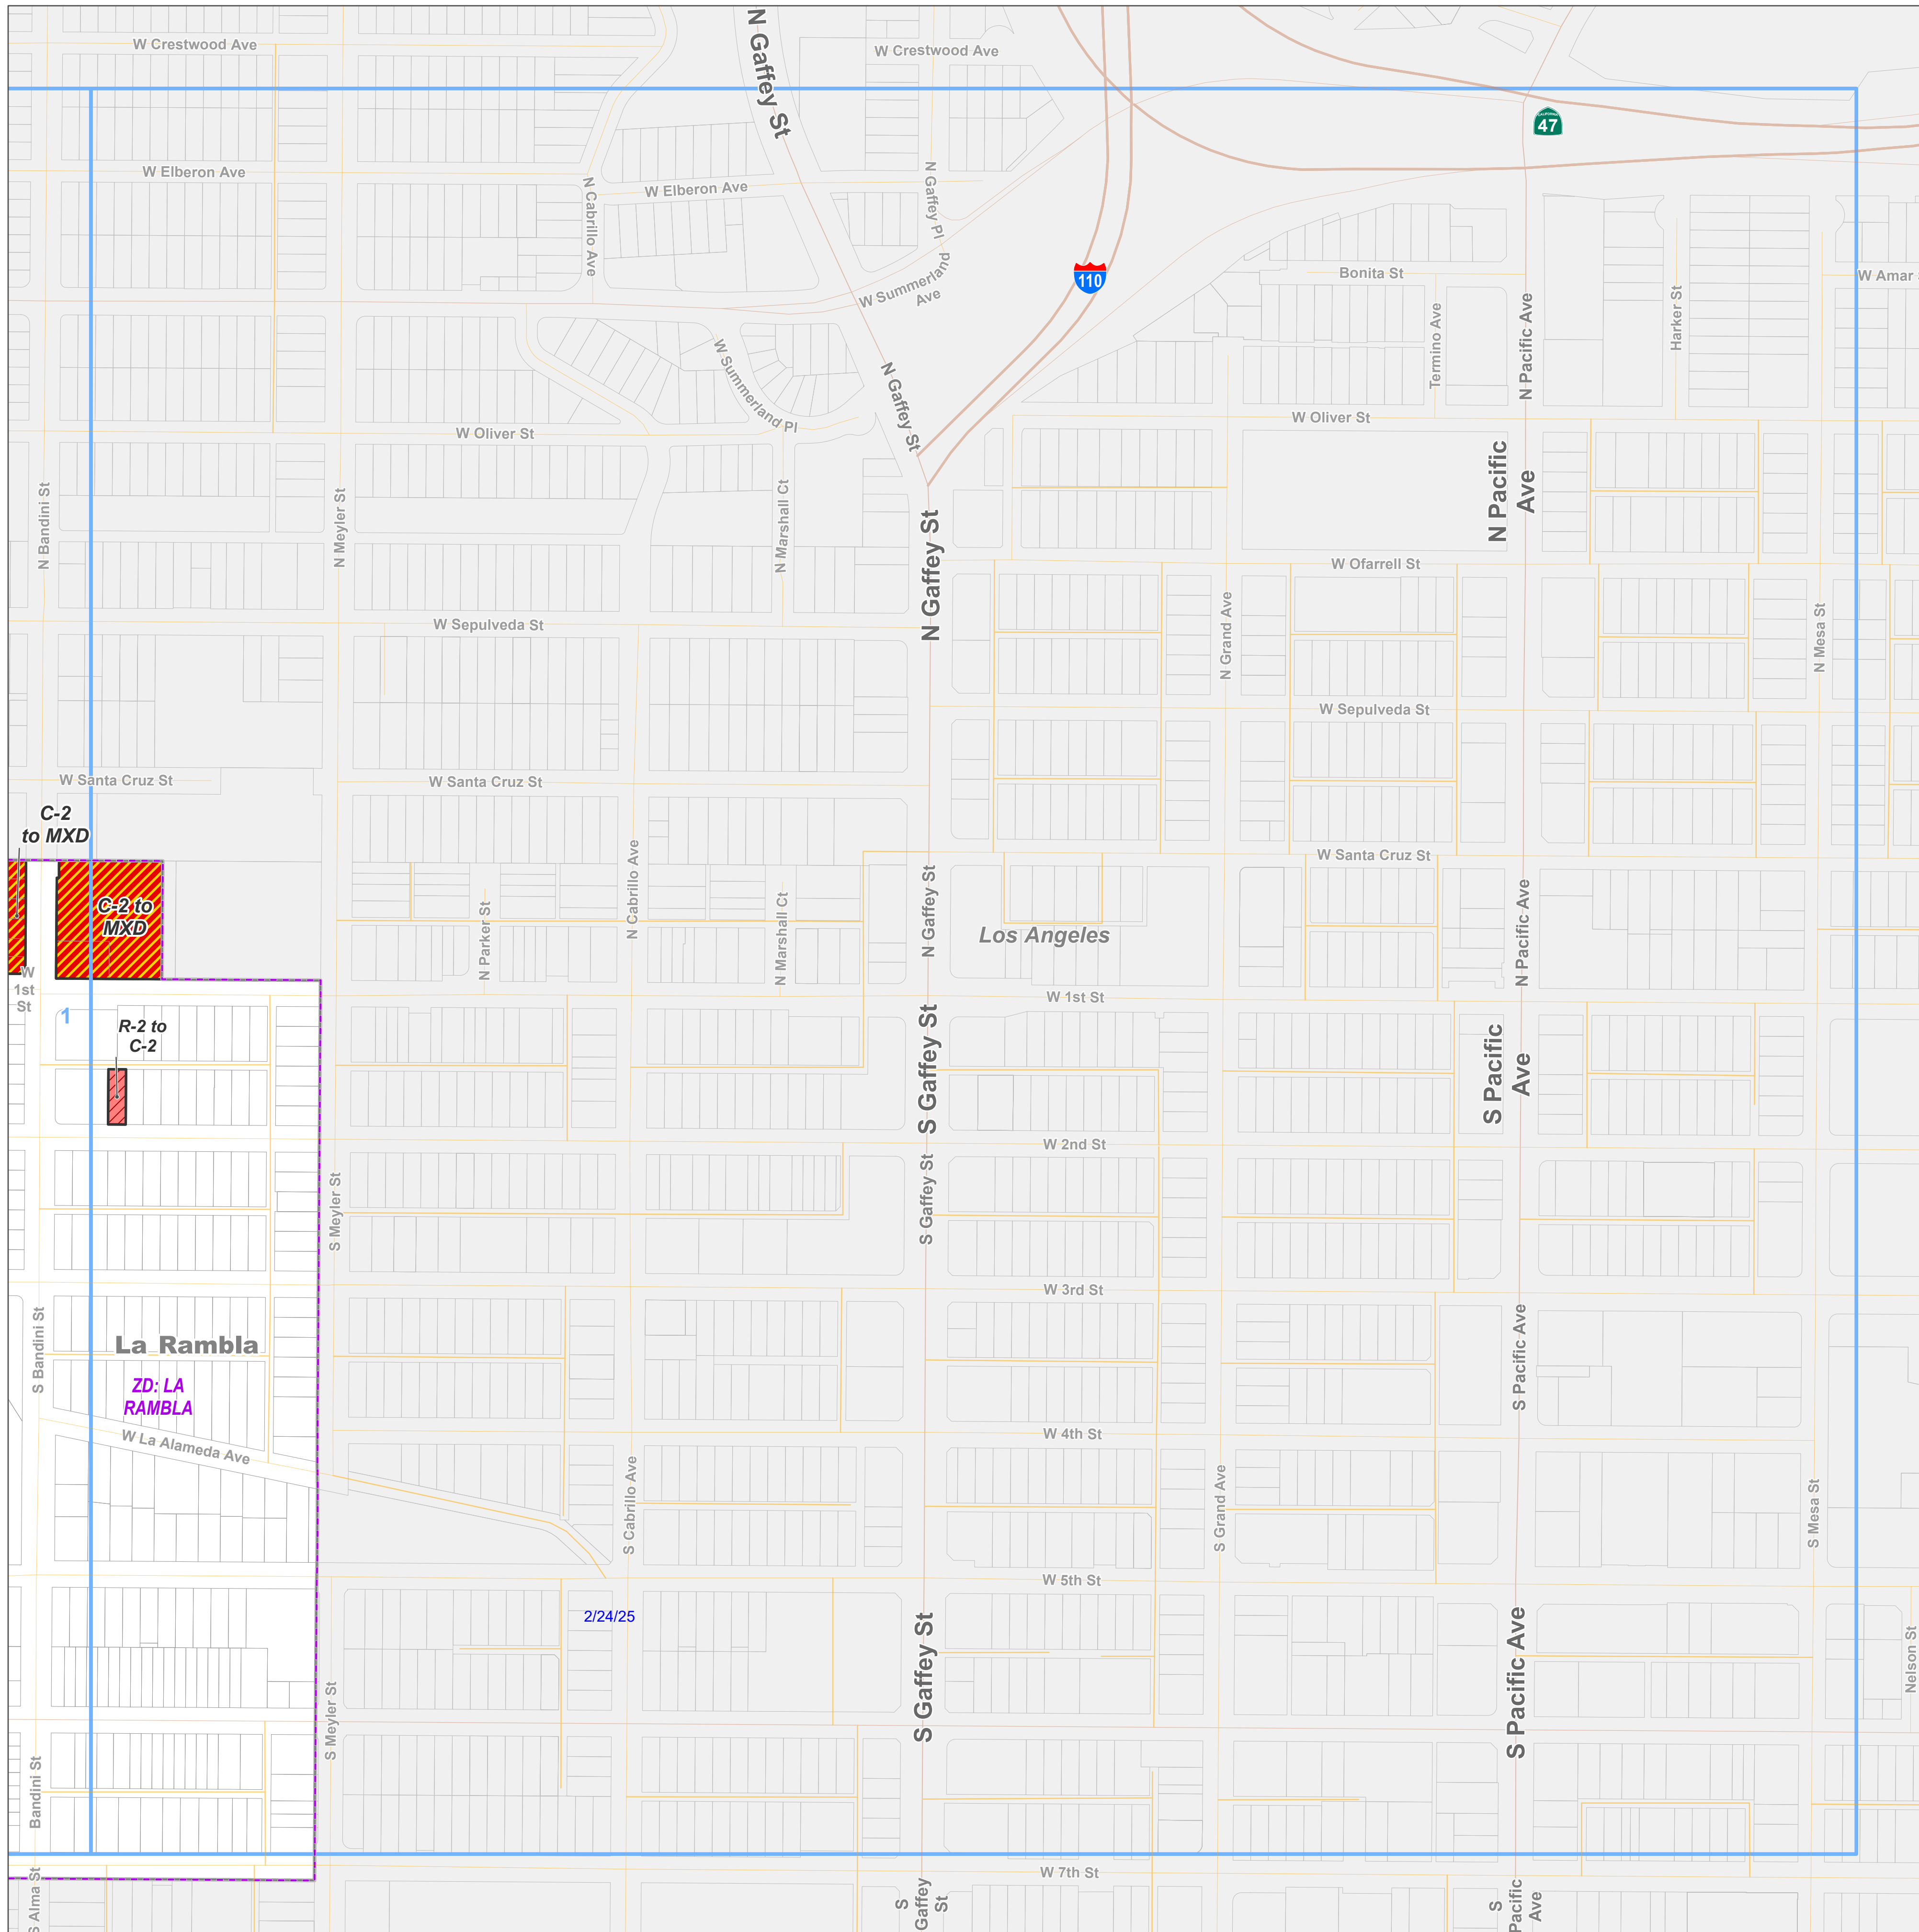 W Crestwood Ave
N Gaffey St
W Crestwood Ave
CALIFORNIA
47
W Elberon Ave
W Elberon Ave
N Cabrillo Ave
N Gaffey Pl
W Summerland
Ave
110
Bonita St
W Amar
Harker St
Termino Ave
N Pacific Ave
W Summerland Pl
N Gaffey St
W Oliver St
W Oliver St
N Bandini St
N Meyler St
N Marshall Ct
N Gaffey St
N Pacific
Ave
W Ofarrell St
N Grand Ave
N Mesa St
W Sepulveda St
W Sepulveda St
W Santa Cruz St
W Santa Cruz St
C-2
to MXD
W Santa Cruz St
C-2 to
MXD
N Parker St
N Cabrillo Ave
N Marshall Ct
N Gaffey St
Los Angeles
N Pacific Ave
W
1st
St
W 1st St
1
R-2 to
C-2
S Gaffey St
S Pacific
Ave
W 2nd St
S Meyler St
S Gaffey St
W 3rd St
S Bandini St
La Rambla
ZD: LA
RAMBLA
S Pacific Ave
W La Alameda Ave
W 4th St
S Cabrillo Ave
S Grand Ave
S Mesa St
W 5th St
2/24/25
S Gaffey St
S Pacific Ave
Nelson St
S Meyler St
Bandini St
W 7th St
S Alma St
S
Gaffey
St
S
Pacific
Ave